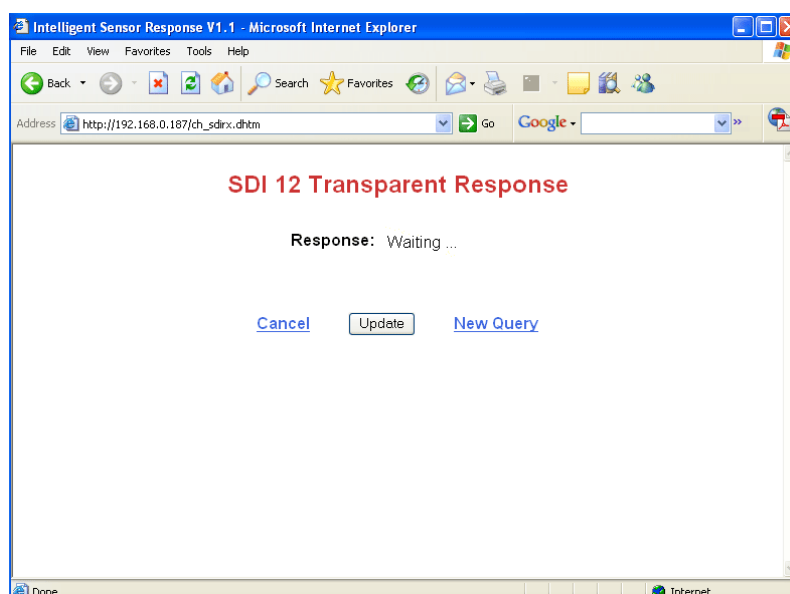 Intelligent Sensor Response V1.1 - Microsoft Internet Explorer
File Edit View Favorites Tools Help
Back Search Favorites
Address http://192.168.0.187/ch_sdirx.dhtm Go Google »
SDI 12 Transparent Response
Response: Waiting ...
Cancel Update New Query
Done Internet